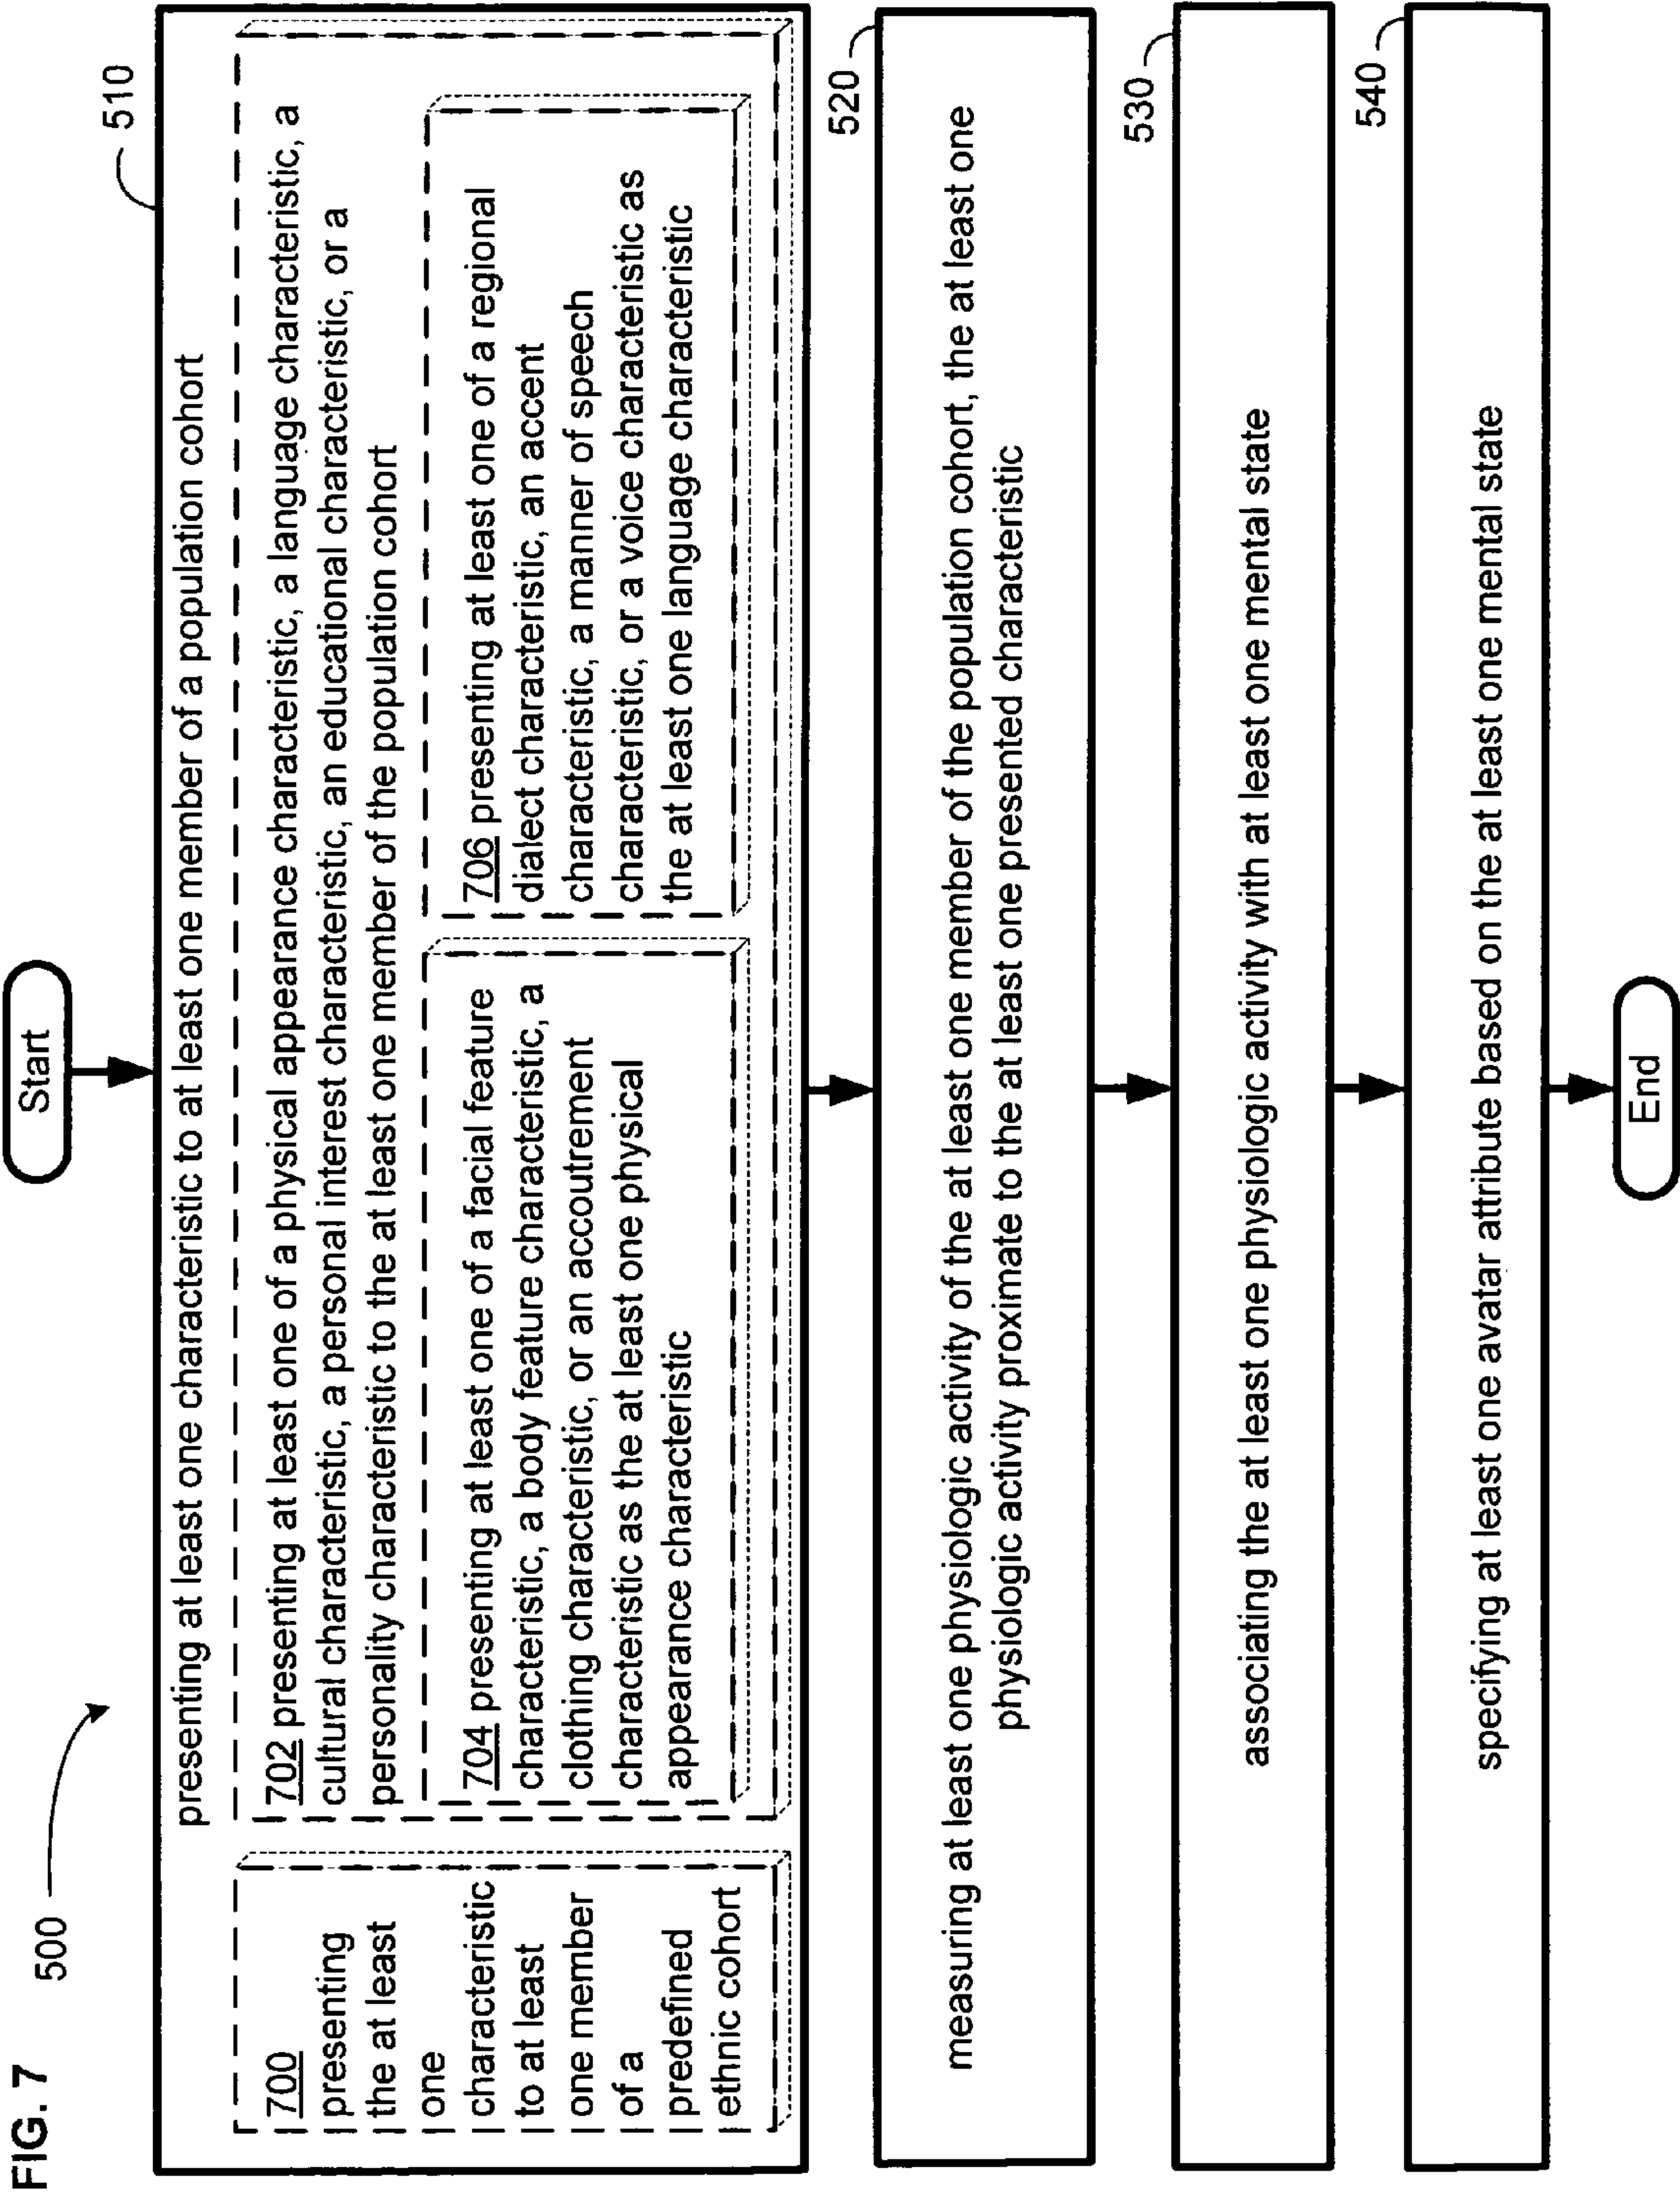 FIG. 7
500
Start
510
presenting at least one characteristic to at least one member of a population cohort
700
presenting
the at least
one
characteristic
to at least
one member
of a
predefined
ethnic cohort
702 presenting at least one of a physical appearance characteristic, a language characteristic, a
cultural characteristic, a personal interest characteristic, an educational characteristic, or a
personality characteristic to the at least one member of the population cohort
704 presenting at least one of a facial feature
characteristic, a body feature characteristic, a
clothing characteristic, or an accoutrement
characteristic as the at least one physical
appearance characteristic
706 presenting at least one of a regional
dialect characteristic, an accent
characteristic, a manner of speech
characteristic, or a voice characteristic as
the at least one language characteristic
520
measuring at least one physiologic activity of the at least one member of the population cohort, the at least one
physiologic activity proximate to the at least one presented characteristic
530
associating the at least one physiologic activity with at least one mental state
540
specifying at least one avatar attribute based on the at least one mental state
End